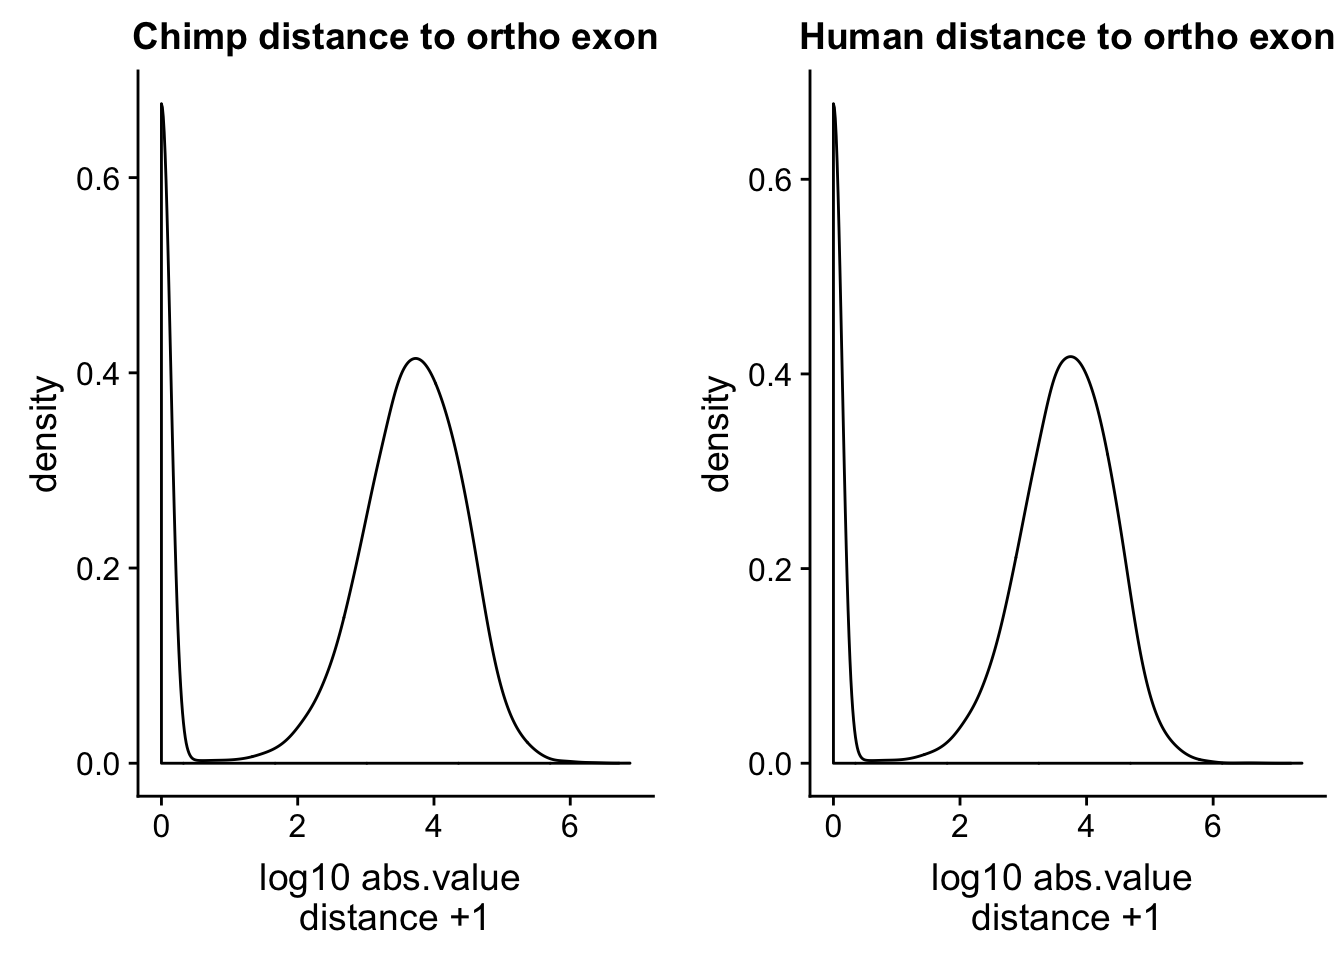 Chimp distance to ortho exon
density
0.6
0.4
0.2
0.0
0 2 4 6
log10 abs.value
distance +1
Human distance to ortho exon
density
0.6
0.4
0.2
0.0
0 2 4 6
log10 abs.value
distance +1